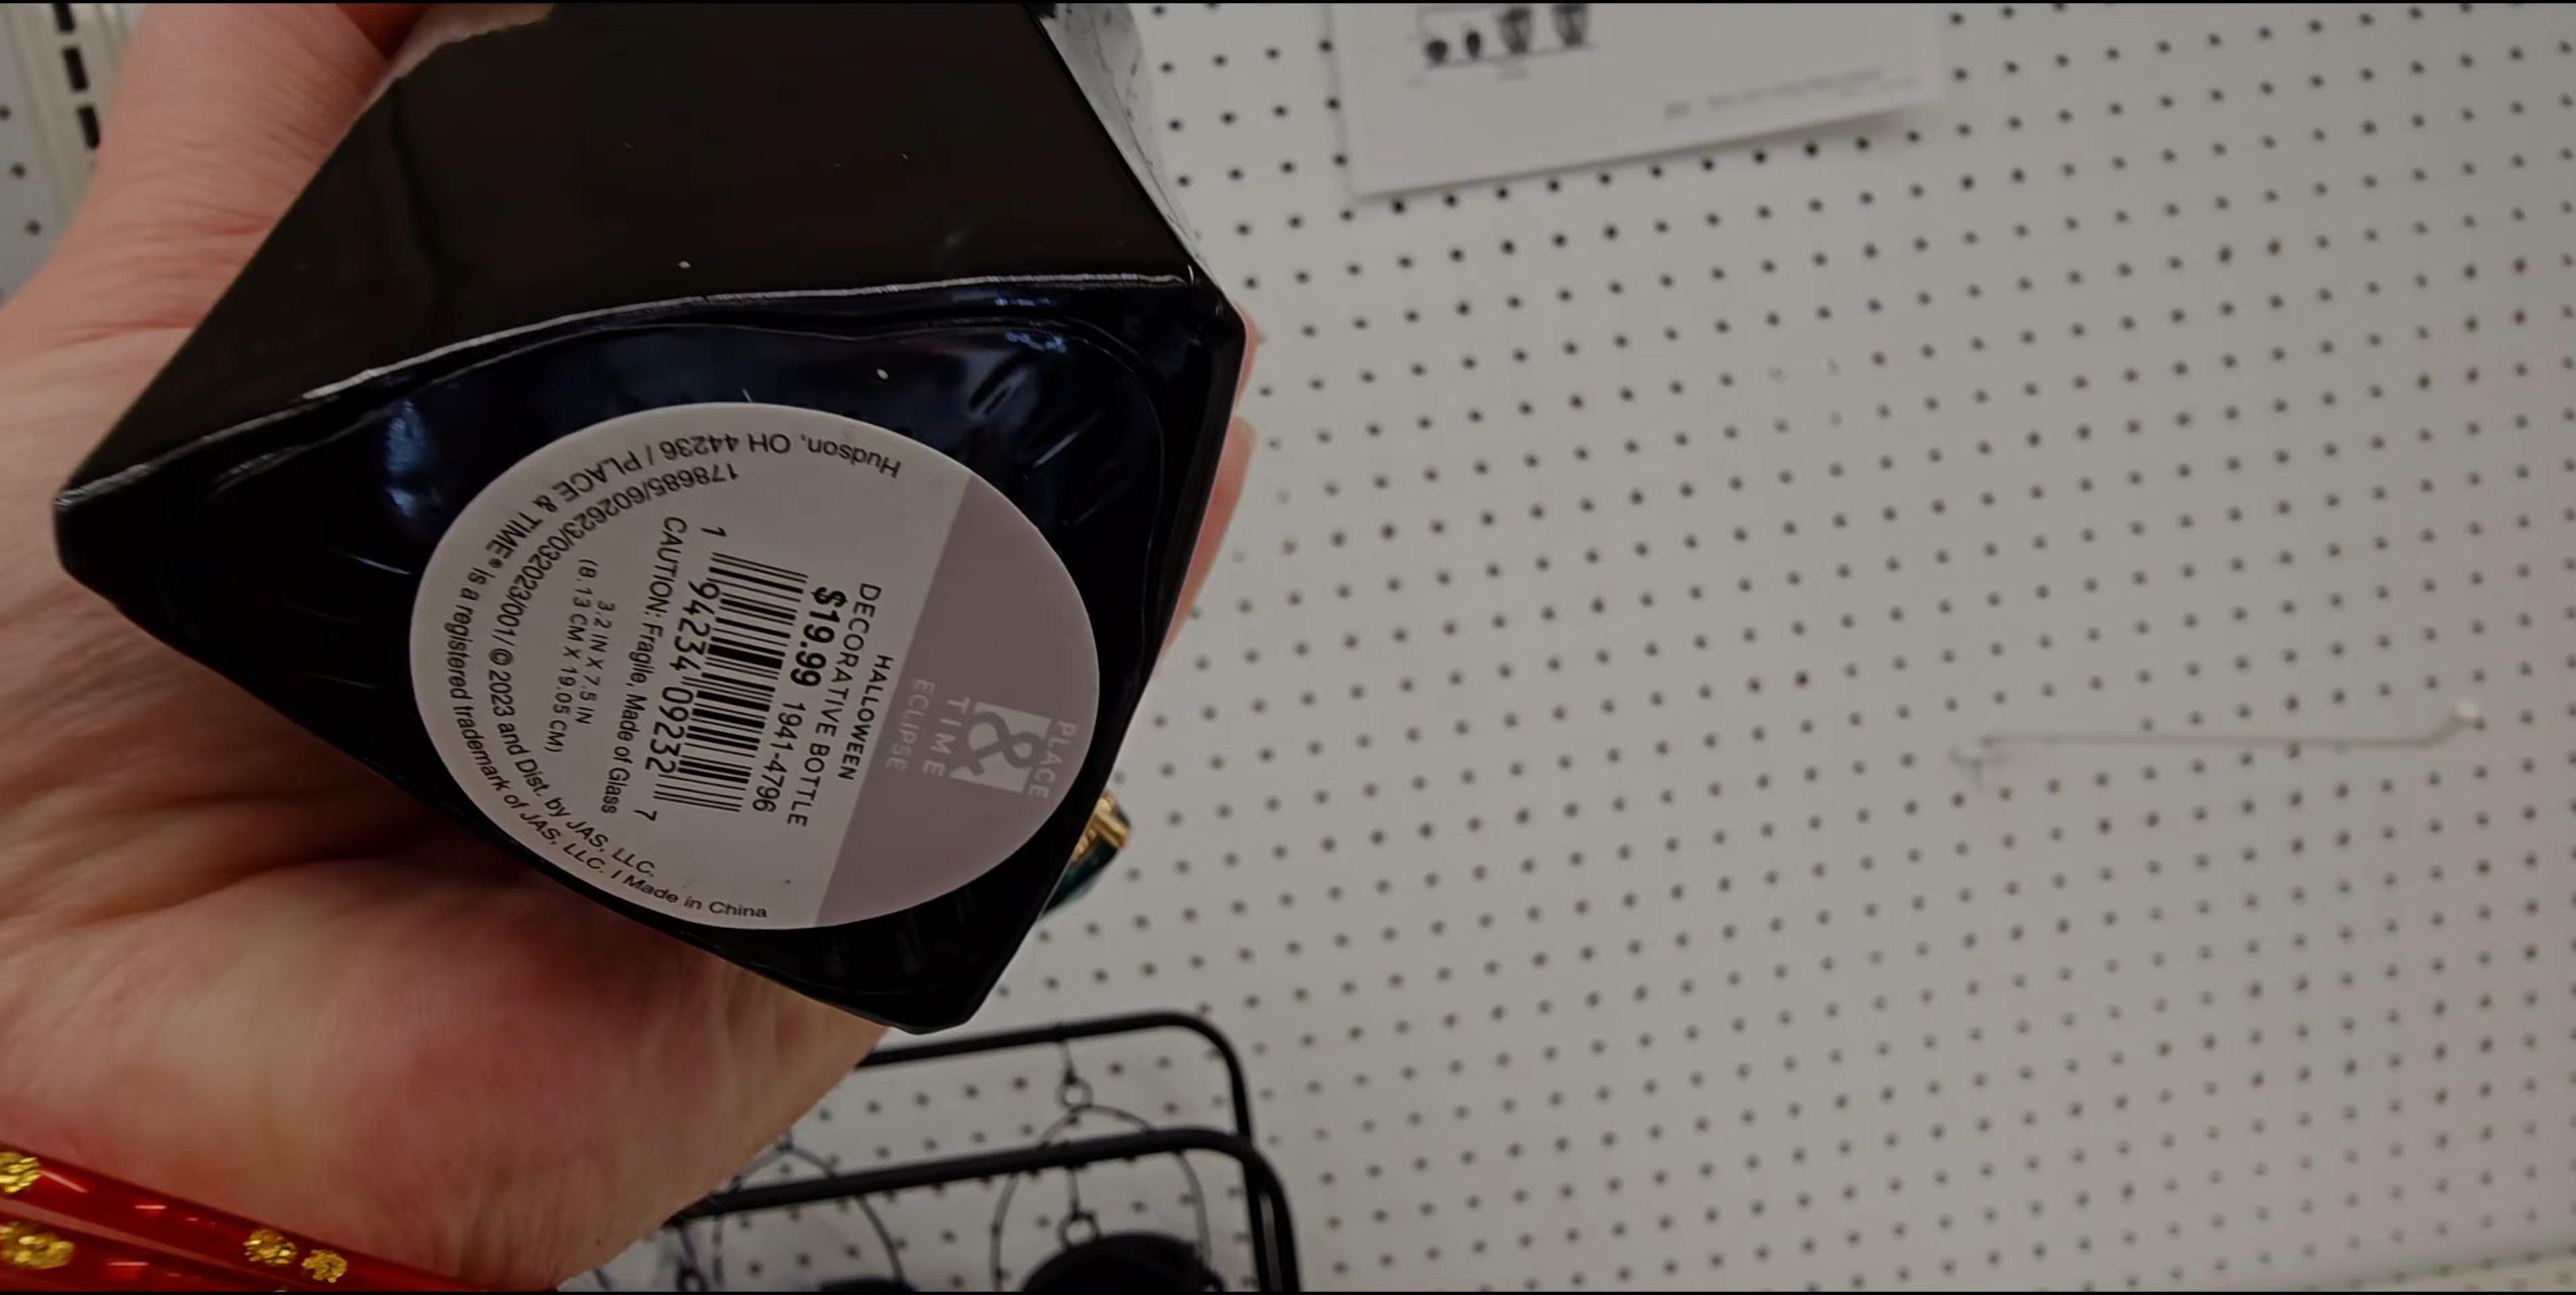 PLACE
&
TIME
ECLIPSE
HALLOWEEN
DECORATIVE BOTTLE
$19.99 1941-4796
1 94234 09232 7
CAUTION: Fragile, Made of Glass
3.2 IN X 7.5 IN
(8.13 CM X 19.05 CM)
178685/602623/032023/001/ © 2023 and Dist. by JAS, LLC.
Hudson, OH 44236 / PLACE & TIME® is a registered trademark of JAS, LLC. / Made in China